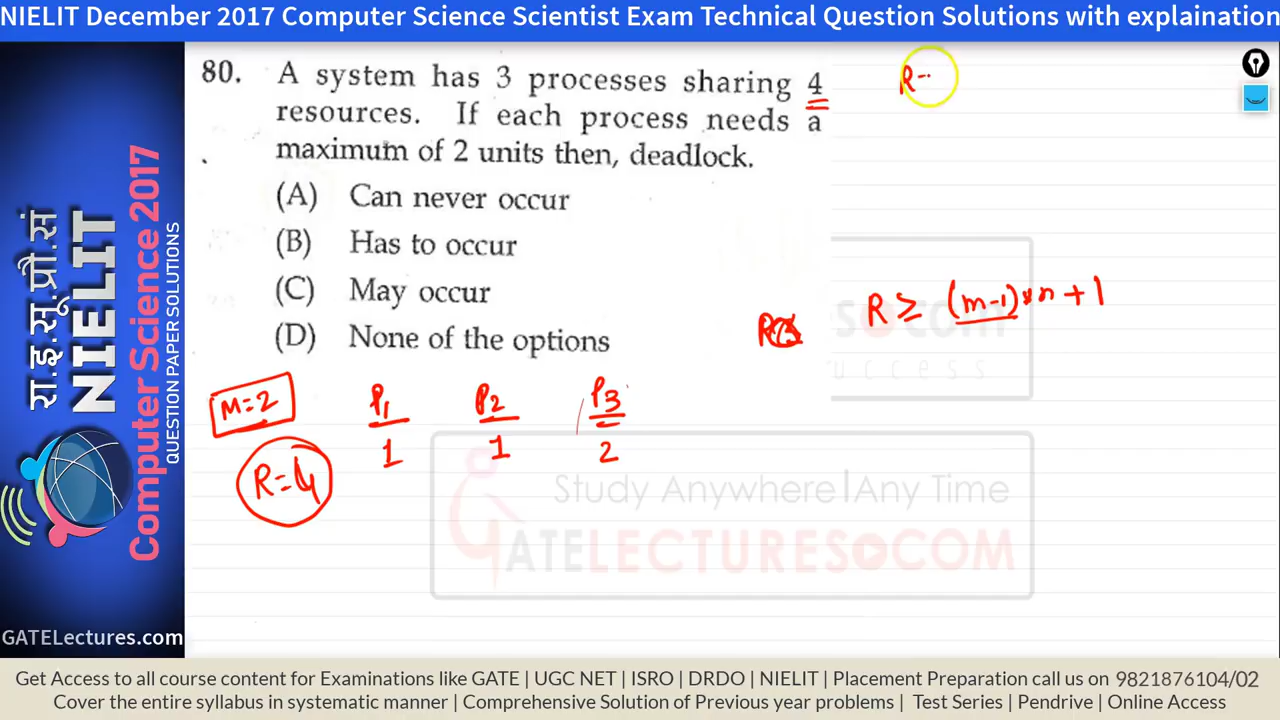 NIELIT December 2017 Computer Science Scientist Exam Technical Question Solutions with explaination
रा.इ.सू.प्रौ.सं
NIELIT
Computer Science 2017
QUESTION PAPER SOLUTIONS
GATELectures.com
80. A system has 3 processes sharing 4
resources. If each process needs a
maximum of 2 units then, deadlock.
(A) Can never occur
(B) Has to occur
(C) May occur
(D) None of the options
R-
R ≥ (m-1)*n + 1
M=2
P1 P2 P3
R=4
1 1 2
Study Anywhere Any Time
GATELECTURES.COM
Get Access to all course content for Examinations like GATE | UGC NET | ISRO | DRDO | NIELIT | Placement Preparation call us on 9821876104/02
Cover the entire syllabus in systematic manner | Comprehensive Solution of Previous year problems | Test Series | Pendrive | Online Access